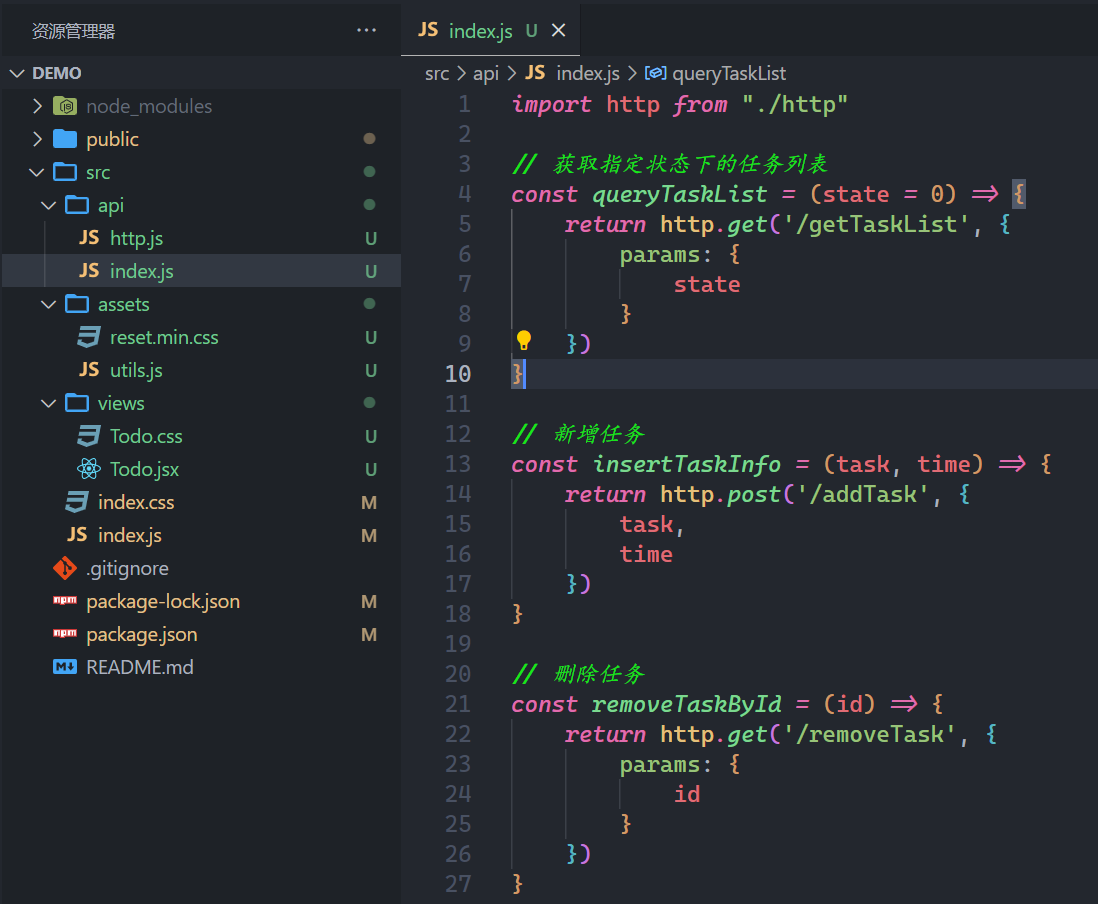 资源管理器
DEMO
node_modules
public
src
api
JS http.js U
JS index.js U
assets
reset.min.css U
JS utils.js U
views
Todo.css U
Todo.jsx U
index.css M
JS index.js M
.gitignore
npm package-lock.json M
npm package.json M
README.md
JS index.js U
src > api > JS index.js > queryTaskList
1 import http from "./http"
2
3 // 获取指定状态下的任务列表
4 const queryTaskList = (state = 0) => {
5 return http.get('/getTaskList', {
6 params: {
7 state
8 }
9 })
10 }
11
12 // 新增任务
13 const insertTaskInfo = (task, time) => {
14 return http.post('/addTask', {
15 task,
16 time
17 })
18 }
19
20 // 删除任务
21 const removeTaskById = (id) => {
22 return http.get('/removeTask', {
23 params: {
24 id
25 }
26 })
27 }